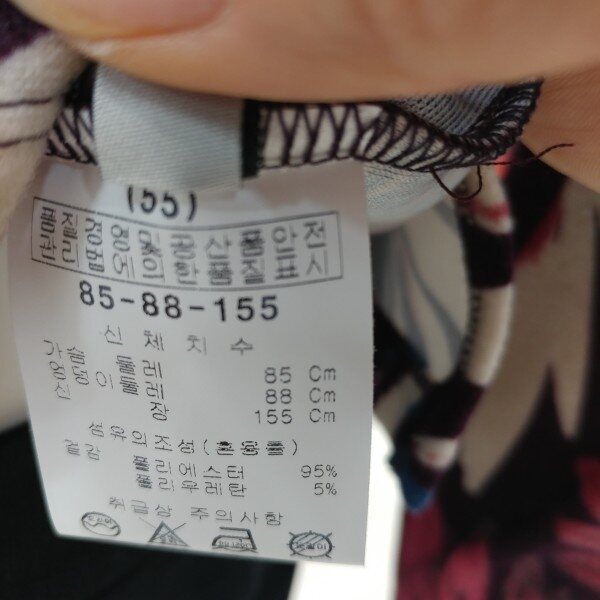 (55)
품질경영및공산품안전
관리법에의한품질표시
85-88-155
신 체 치 수
가슴둘레 85 Cm
엉덩이둘레 88 Cm
신장 155 Cm
섬유의조성(혼용률)
겉감
폴리에스터 95%
폴리우레탄 5%
취급상 주의사항